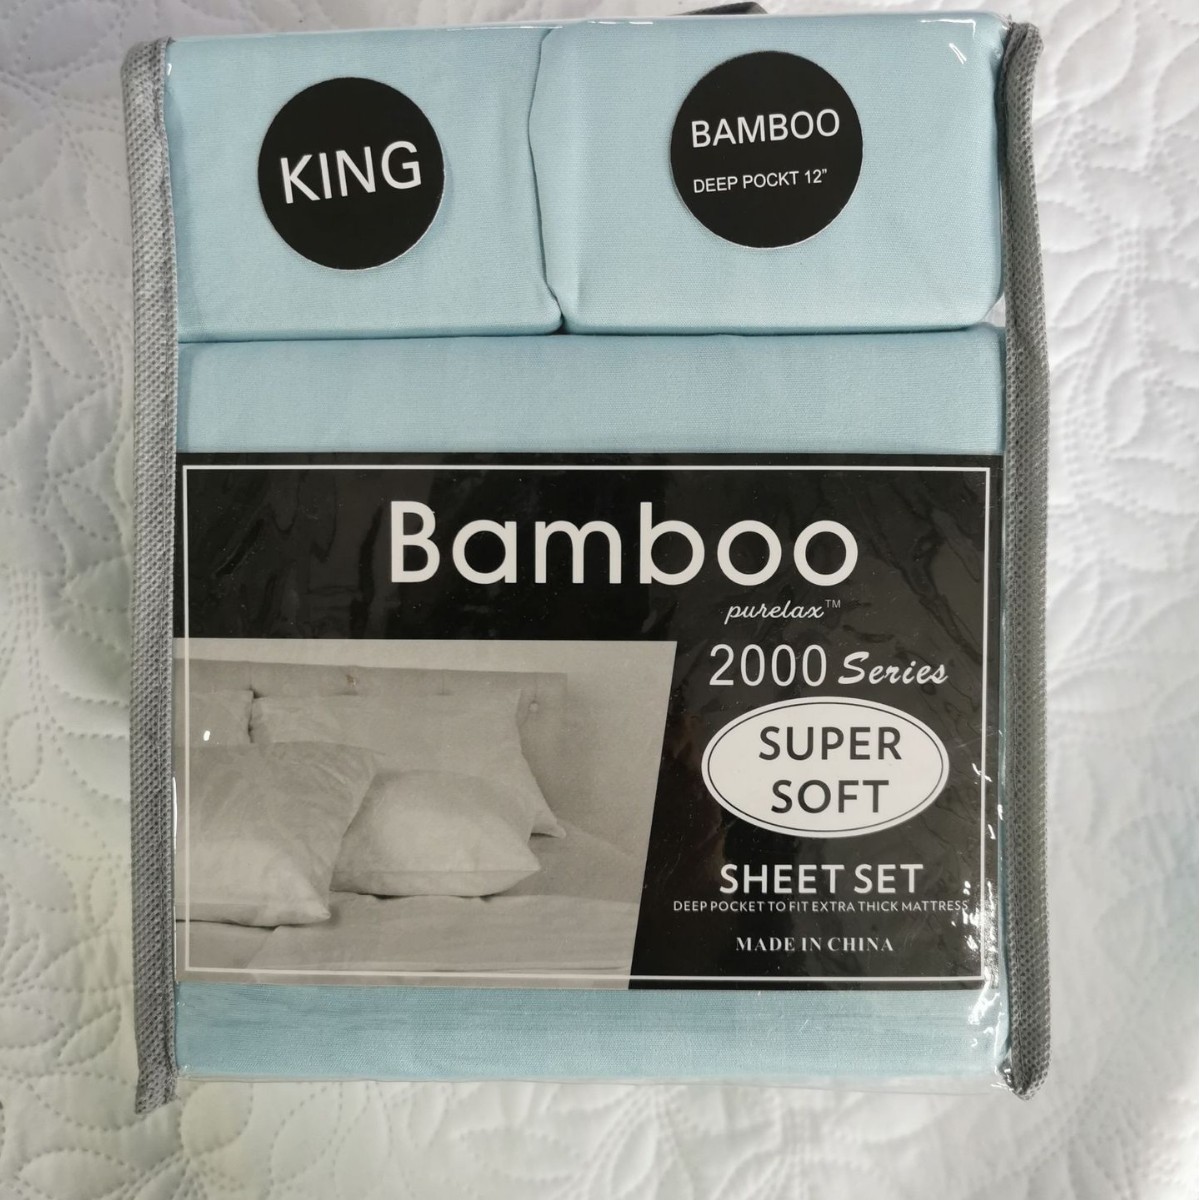 KING
BAMBOO
DEEP POCKT 12"
Bamboo
purelax™
2000 Series
SUPER
SOFT
SHEET SET
DEEP POCKET TO FIT EXTRA THICK MATTRESS
MADE IN CHINA